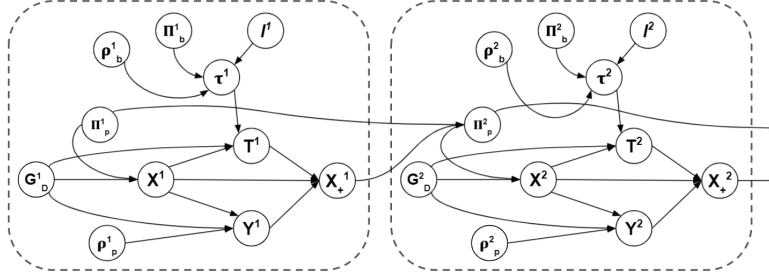 Π¹b I¹ Π²b I²
ρ¹b ρ²b
τ¹ τ²
Π¹p Π²p
T¹ T²
G¹D X¹ X+¹ G²D X² X+²
Y¹ Y²
ρ¹p ρ²p